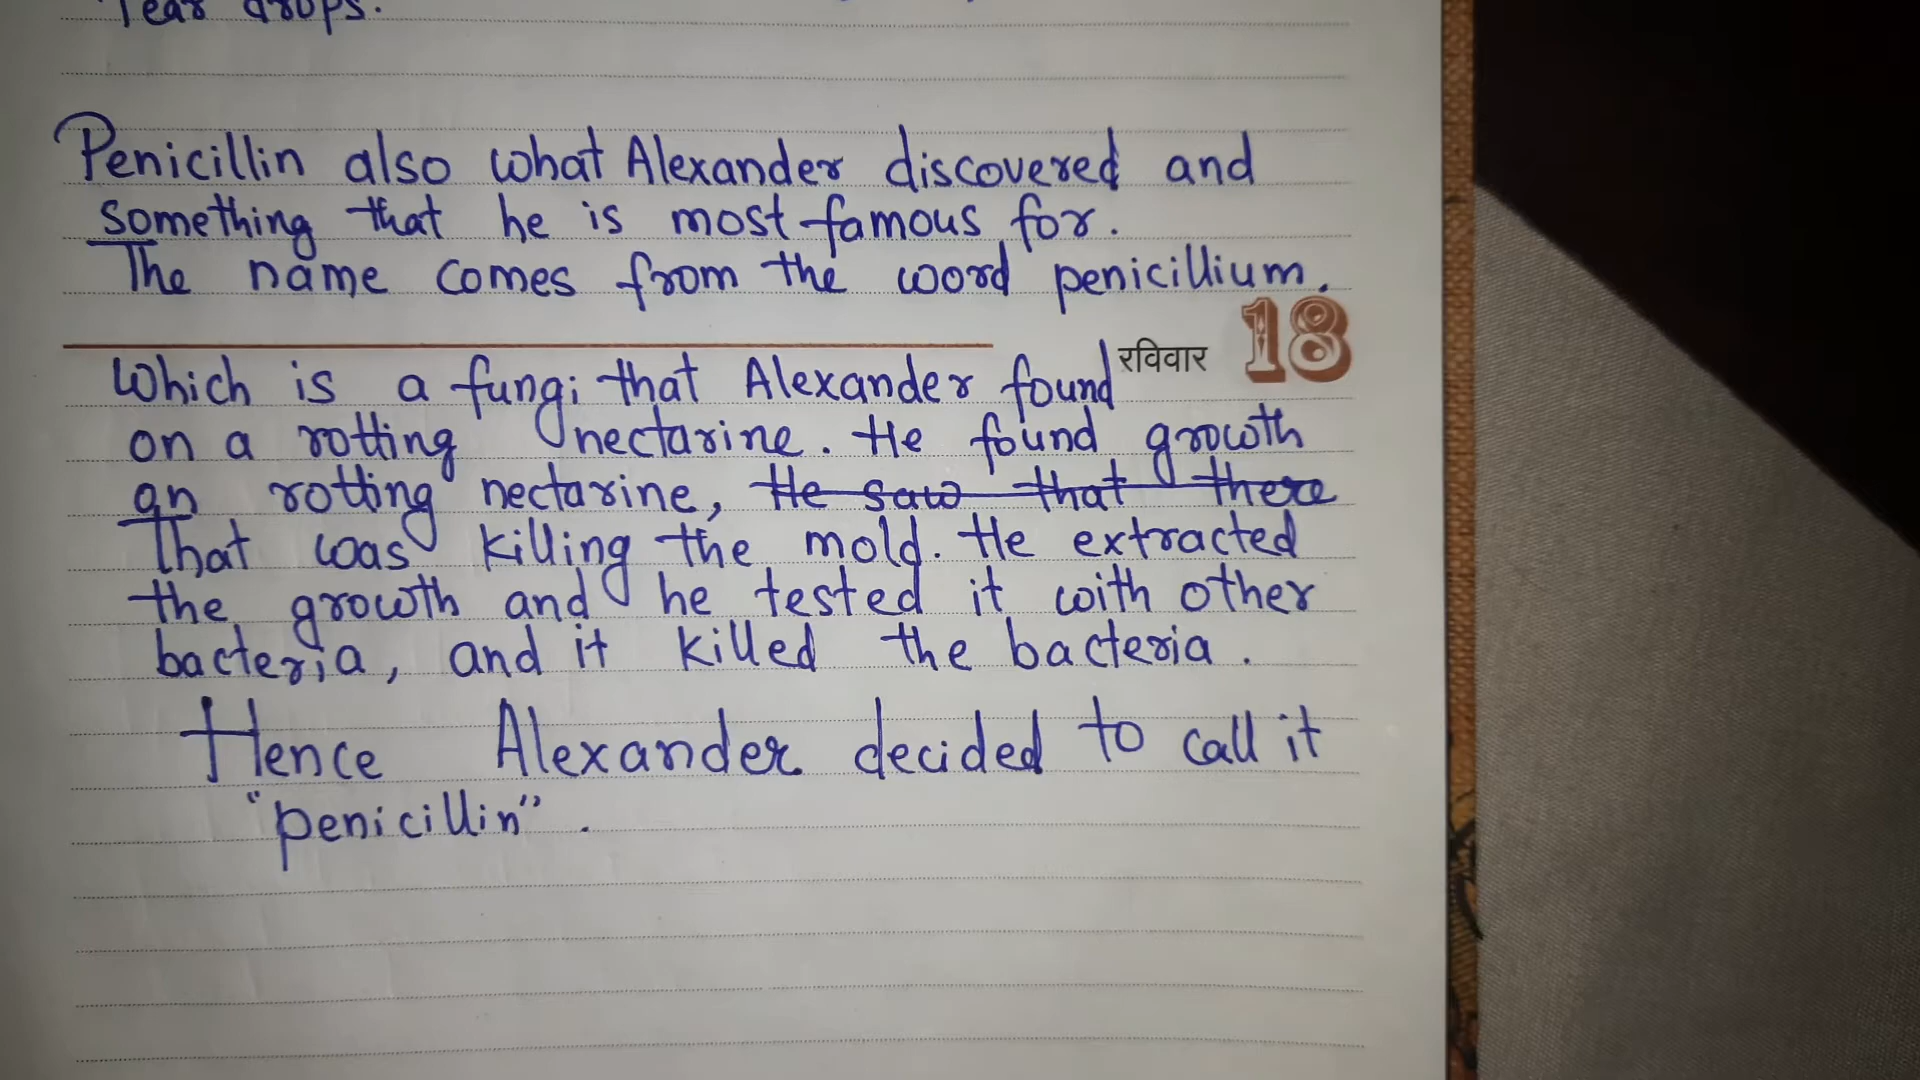 Tear drops.
Penicillin also what Alexander discovered and
something that he is most famous for.
The name comes from the word penicillium.
रविवार 18
Which is a fungi that Alexander found
on a rotting nectarine. He found growth
on rotting nectarine, He saw that there
That was killing the mold. He extracted
the growth and he tested it with other
bacteria, and it killed the bacteria.
Hence Alexander decided to call it
"penicillin".